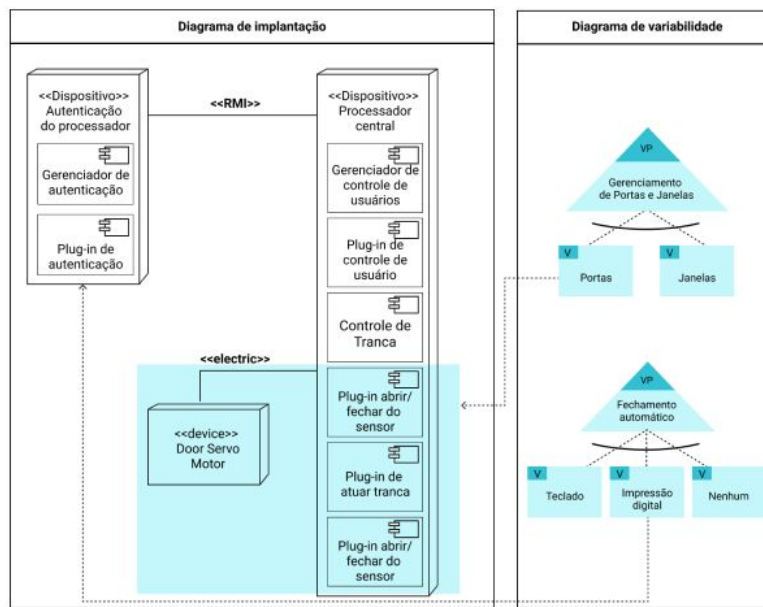 Diagrama de implantação
<<Dispositivo>>
Autenticação
do processador
Gerenciador de
autenticação
Plug-in de
autenticação
<<RMI>>
<<Dispositivo>>
Processador
central
Gerenciador de
controle de
usuários
Plug-in de
controle de
usuário
Controle de
Tranca
<<electric>>
Plug-in abrir/
fechar do
sensor
<<device>>
Door Servo
Motor
Plug-in de
atuar tranca
Plug-in abrir/
fechar do
sensor
Diagrama de variabilidade
VP
Gerenciamento
de Portas e Janelas
V
Portas
V
Janelas
VP
Fechamento
automático
V
Teclado
V
Impressão
digital
V
Nenhum